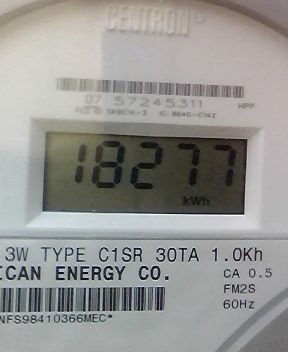 CENTRON
07 57245311 HPP
18277
kWh
3W TYPE C1SR 30TA 1.0Kh
ICAN ENERGY CO. CA 0.5
FM2S
60Hz
NFS98410366MEC*